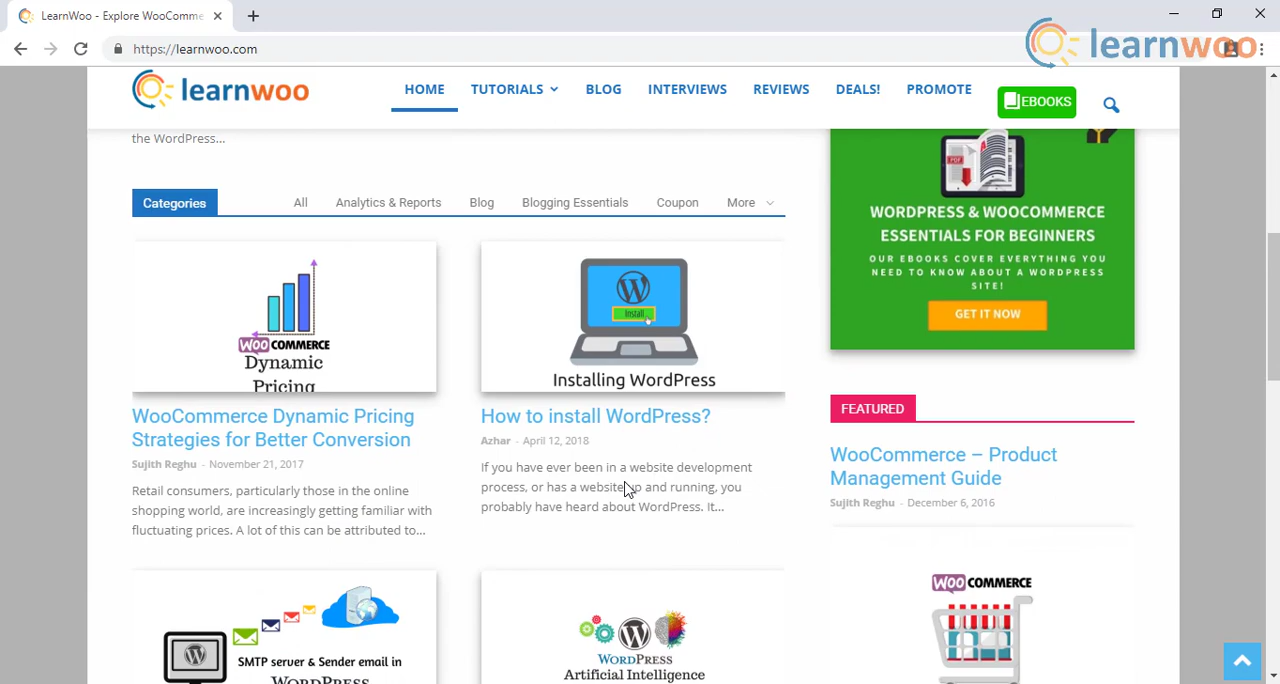 LearnWoo - Explore WooComme
https://learnwoo.com
learnwoo
learnwoo
HOME TUTORIALS BLOG INTERVIEWS REVIEWS DEALS! PROMOTE EBOOKS
the WordPress...
Categories All Analytics & Reports Blog Blogging Essentials Coupon More
PDF
WORDPRESS & WOOCOMMERCE
ESSENTIALS FOR BEGINNERS
OUR EBOOKS COVER EVERYTHING YOU
NEED TO KNOW ABOUT A WORDPRESS
SITE!
GET IT NOW
WOO COMMERCE
Dynamic
Pricing
Install
Installing WordPress
WooCommerce Dynamic Pricing
Strategies for Better Conversion
Sujith Reghu - November 21, 2017
Retail consumers, particularly those in the online
shopping world, are increasingly getting familiar with
fluctuating prices. A lot of this can be attributed to...
How to install WordPress?
Azhar - April 12, 2018
If you have ever been in a website development
process, or has a website up and running, you
probably have heard about WordPress. It...
FEATURED
WooCommerce – Product
Management Guide
Sujith Reghu - December 6, 2016
WOO COMMERCE
SMTP server & Sender email in
WORDPRESS
WORDPRESS
Artificial Intelligence